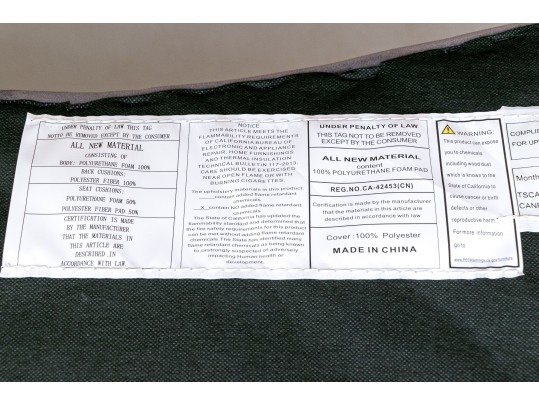 UNDER PENALTY OF LAW THIS TAG
NOTTO BE REMOVED EXCEPT BY THE CONSUMER
ALL NEW MATERIAL
CONSISTING OF
BODY: POLYURETHANE FOAM 100%
BACK CUSHIONS:
POLYESTER FIBER 100%
SEAT CUSHIONS:
POLYURETHANE FOAM 50%
POLYESTER FIBER PAD 50%
CERTIFICATION IS MADE
BY THE MANUFACTURER
THAT THE MATERIALS IN
THIS ARTICLE ARE
DESCRIBED IN
ACCORDANCE WITH LAW.
NOTICE
THIS ARTICLE MEETS THE
FLAMMABILITY REQUIREMENTS
OF CALIFORNIA BUREAU OF
ELECTRONIC AND APPLIANCE
REPAIR, HOME FURNISHINGS
AND THERMAL INSULATION
TECHNICAL BULLETIN 117-2013
CARE SHOULD BE EXERCISED
NEAR OPEN FLAME OR WITH
BURNING CIGARETTES.
The upholstery materials in this product:
contain added flame retardant
chemicals
X contain NO added flame retardant
chemicals
The State of California has updated the
flammability standard and determined that
the fire safety requirements for this product
can be met without adding flame retardant
chemicals. The State has identified many
flame retardant chemicals as being known
to, or strongly suspected of, adversely
impacting human health or
development.
UNDER PENALTY OF LAW
THIS TAG NOT TO BE REMOVED
EXCEPT BY THE CONSUMER
ALL NEW MATERIAL
content
100% POLYURETHANE FOAM PAD
REG.NO.CA-42453(CN)
Certification is made by the manufacturer
that the materials in this article are
described in accordance with law
Cover:100% Polyester
MADE IN CHINA
WARNING:
This product can expose
you to chemicals
including wood dust
which is known to the
State of California to
cause cancer or birth
defects or other
reproductive harm."
For more information
go to
COMPLI
FOR UP
Month
TSCA
CANF